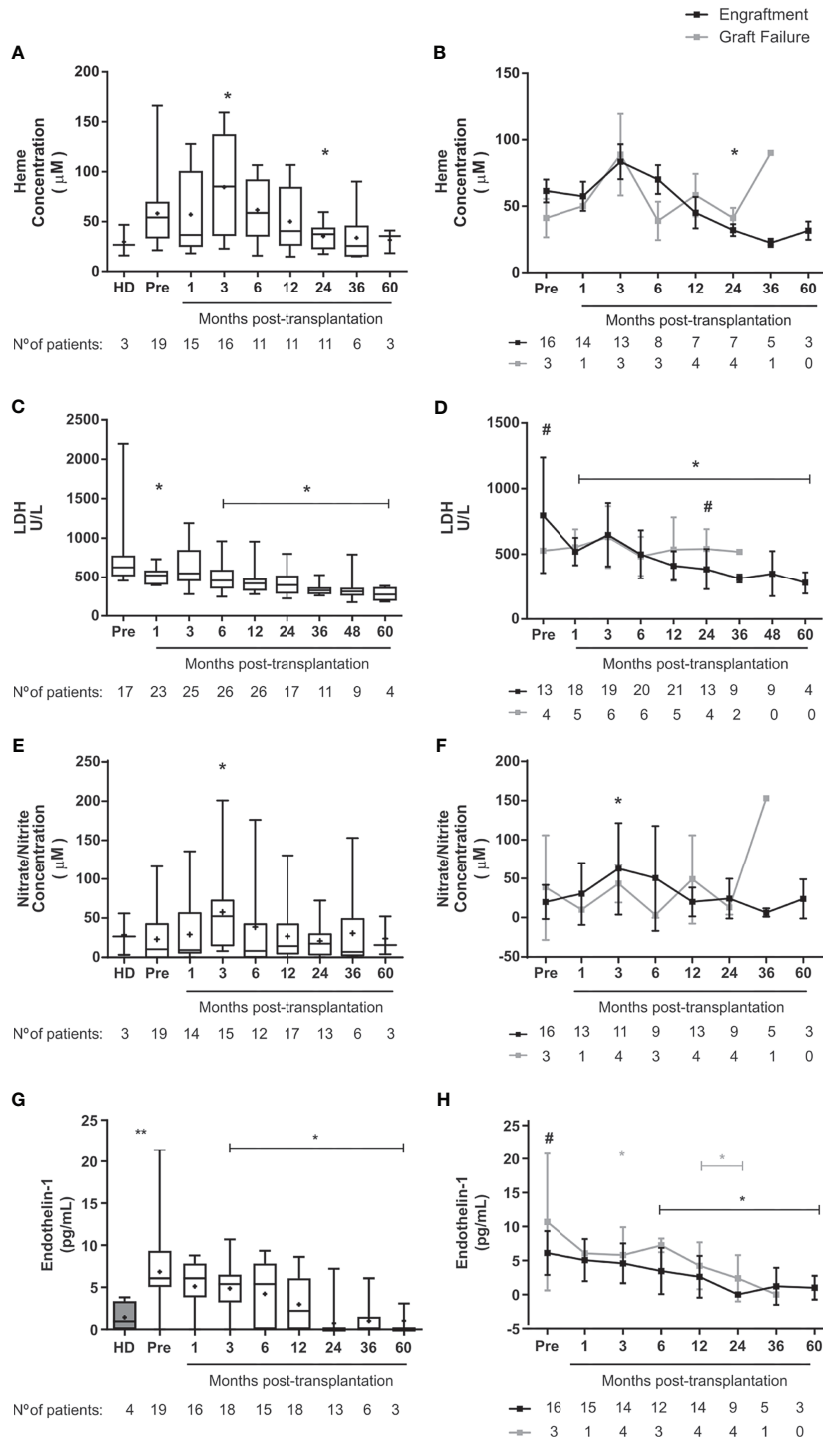 Engraftment
Graft Failure
A
Heme
Concentration
( μM )
200
150
100
50
0
*
*
HD Pre 1 3 6 12 24 36 60
Months post-transplantation
Nº of patients: 3 19 15 16 11 11 11 6 3
B
Heme
Concentration
( μM )
150
100
50
0
*
Pre 1 3 6 12 24 36 60
Months post-transplantation
16 14 13 8 7 7 5 3
3 1 3 3 4 4 1 0
C
LDH
U/L
2500
2000
1500
1000
500
0
*
*
Pre 1 3 6 12 24 36 48 60
Months post-transplantation
Nº of patients: 17 23 25 26 26 17 11 9 4
D
LDH
U/L
1500
1000
500
0
#
*
#
Pre 1 3 6 12 24 36 48 60
Months post-transplantation
13 18 19 20 21 13 9 9 4
4 5 6 6 5 4 2 0 0
E
Nitrate/Nitrite
Concentration
( μM )
250
200
150
100
50
0
*
HD Pre 1 3 6 12 24 36 60
Months post-transplantation
Nº of patients: 3 19 14 15 12 17 13 6 3
F
Nitrate/Nitrite
Concentration
( μM )
200
150
100
50
0
-50
*
Pre 1 3 6 12 24 36 60
Months post-transplantation
16 13 11 9 13 9 5 3
3 1 4 3 4 4 1 0
G
Endothelin-1
(pg/mL)
25
20
15
10
5
0
**
*
HD Pre 1 3 6 12 24 36 60
Months post-transplantation
Nº of patients: 4 19 16 18 15 18 13 6 3
H
Endothelin-1
(pg/mL)
25
20
15
10
5
0
-5
#
*
*
*
Pre 1 3 6 12 24 36 60
Months post-transplantation
16 15 14 12 14 9 5 3
3 1 4 3 4 4 1 0